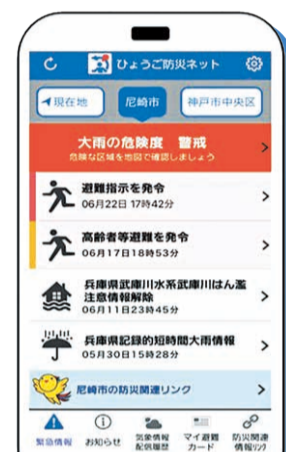 ひょうご防災ネット
現在地
尼崎市
神戸市中央区
大雨の危険度 警戒
危険な区域を地図で確認しましょう
避難指示を発令
06月22日 17時42分
高齢者等避難を発令
06月17日18時53分
兵庫県武庫川水系武庫川はん濫
注意情報解除
06月11日23時45分
兵庫県記録的短時間大雨情報
05月30日15時28分
尼崎市の防災関連リンク
緊急情報
お知らせ
気象情報
配信履歴
マイ避難
カード
防災関連
情報リンク